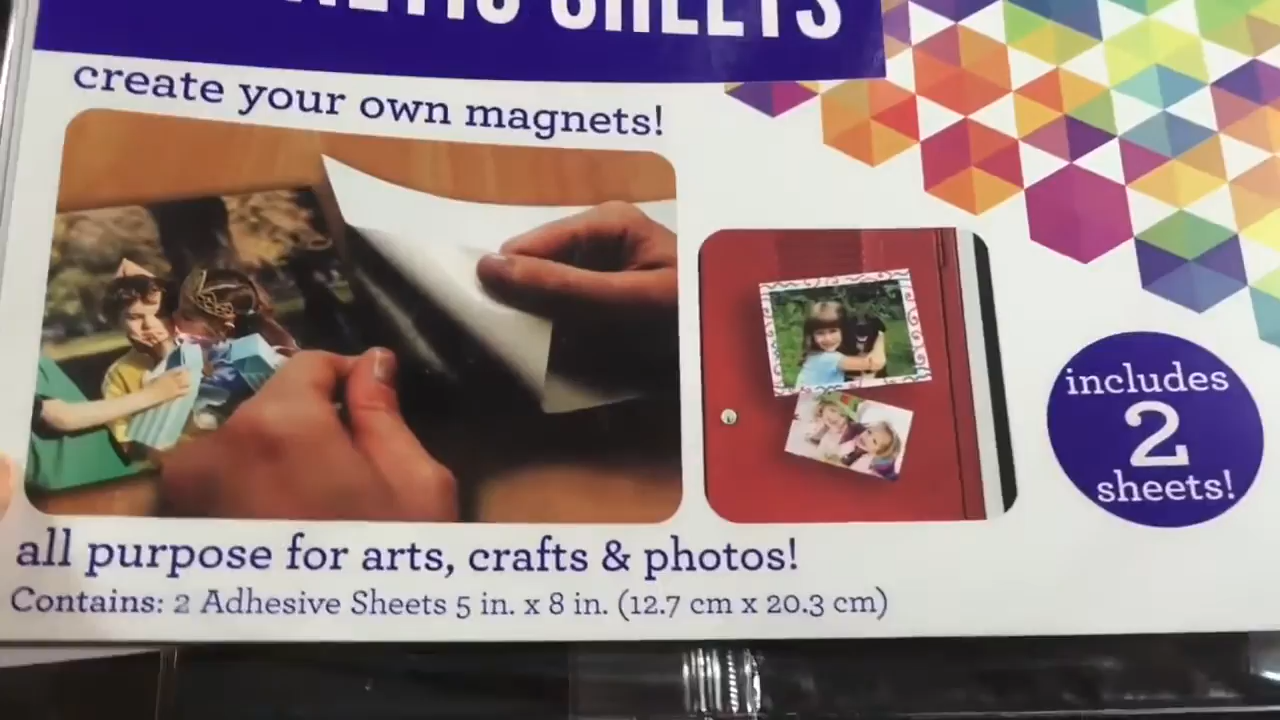 SHEETS
create your own magnets!
includes
2
sheets!
all purpose for arts, crafts & photos!
Contains: 2 Adhesive Sheets 5 in. x 8 in. (12.7 cm x 20.3 cm)